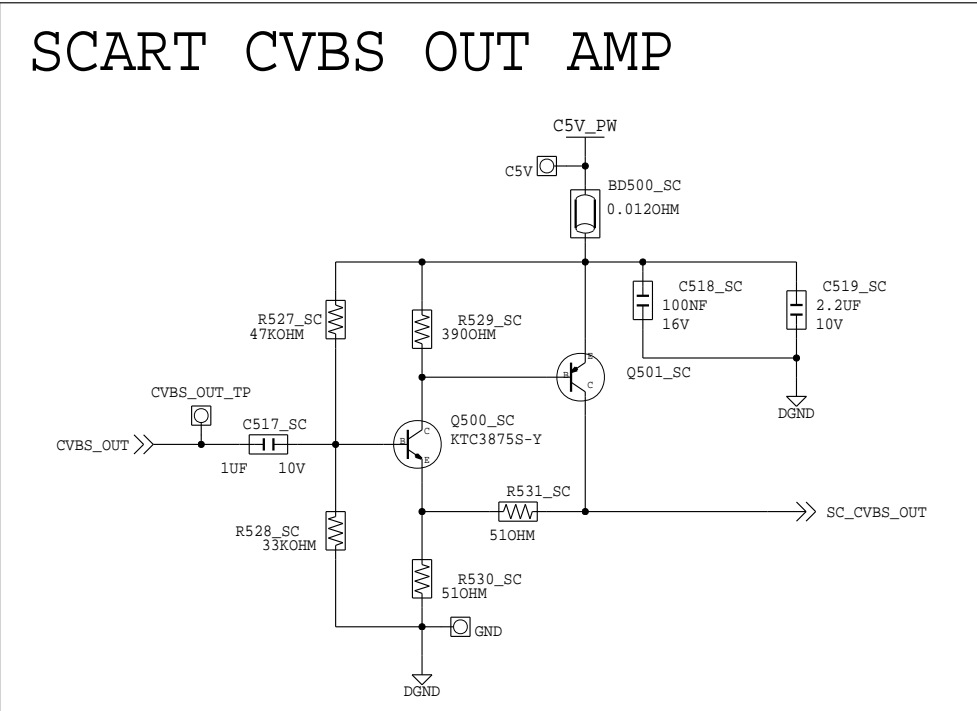 SCART CVBS OUT AMP
C5V_PW
C5V
BD500_SC
0.012OHM
R527_SC
47KOHM
R529_SC
390OHM
C518_SC
100NF
16V
C519_SC
2.2UF
10V
E
B
C
Q501_SC
DGND
CVBS_OUT_TP
C517_SC
CVBS_OUT
1UF 10V
Q500_SC
KTC3875S-Y
C
B
E
R531_SC
51OHM
SC_CVBS_OUT
R528_SC
33KOHM
R530_SC
51OHM
GND
DGND